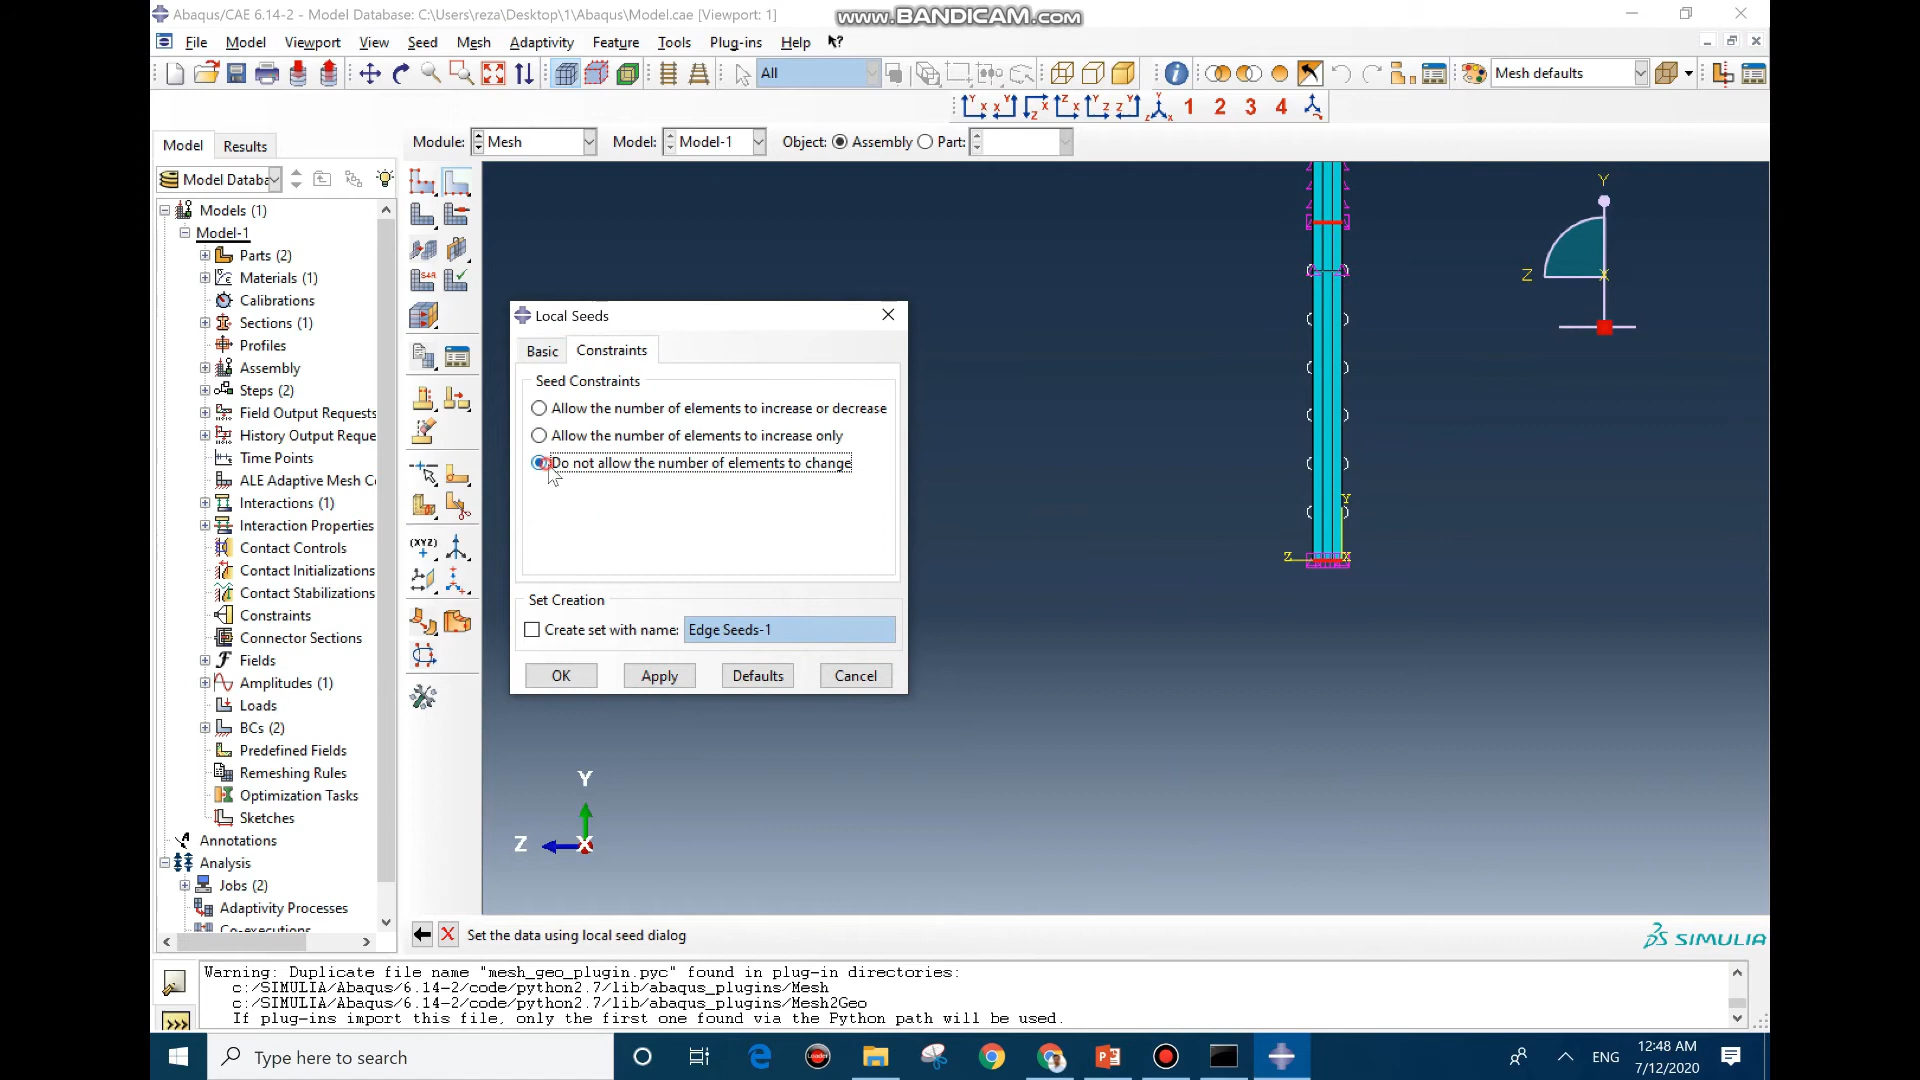 Abaqus/CAE 6.14-2 - Model Database: C:\Users\reza\Desktop\1\Abaqus\Model.cae [Viewport: 1]
www.BANDICAM.com
File Model Viewport View Seed Mesh Adaptivity Feature Tools Plug-ins Help
All
Mesh defaults
1 2 3 4
Model Results
Module: Mesh Model: Model-1 Object: Assembly Part:
Model Databa
Models (1)
Model-1
Parts (2)
Materials (1)
Calibrations
Sections (1)
Profiles
Assembly
Steps (2)
Field Output Requests
History Output Reque
Time Points
ALE Adaptive Mesh C
Interactions (1)
Interaction Properties
Contact Controls
Contact Initializations
Contact Stabilizations
Constraints
Connector Sections
Fields
Amplitudes (1)
Loads
BCs (2)
Predefined Fields
Remeshing Rules
Optimization Tasks
Sketches
Annotations
Analysis
Jobs (2)
Adaptivity Processes
Co-executions
Local Seeds
Basic Constraints
Seed Constraints
Allow the number of elements to increase or decrease
Allow the number of elements to increase only
Do not allow the number of elements to change
Set Creation
Create set with name: Edge Seeds-1
OK Apply Defaults Cancel
Y
Z X
Y
Z X
Y
Z X
Set the data using local seed dialog
SIMULIA
Warning: Duplicate file name "mesh_geo_plugin.pyc" found in plug-in directories:
c:/SIMULIA/Abaqus/6.14-2/code/python2.7/lib/abaqus_plugins/Mesh
c:/SIMULIA/Abaqus/6.14-2/code/python2.7/lib/abaqus_plugins/Mesh2Geo
If plug-ins import this file, only the first one found via the Python path will be used.
Type here to search
ENG
12:48 AM
7/12/2020